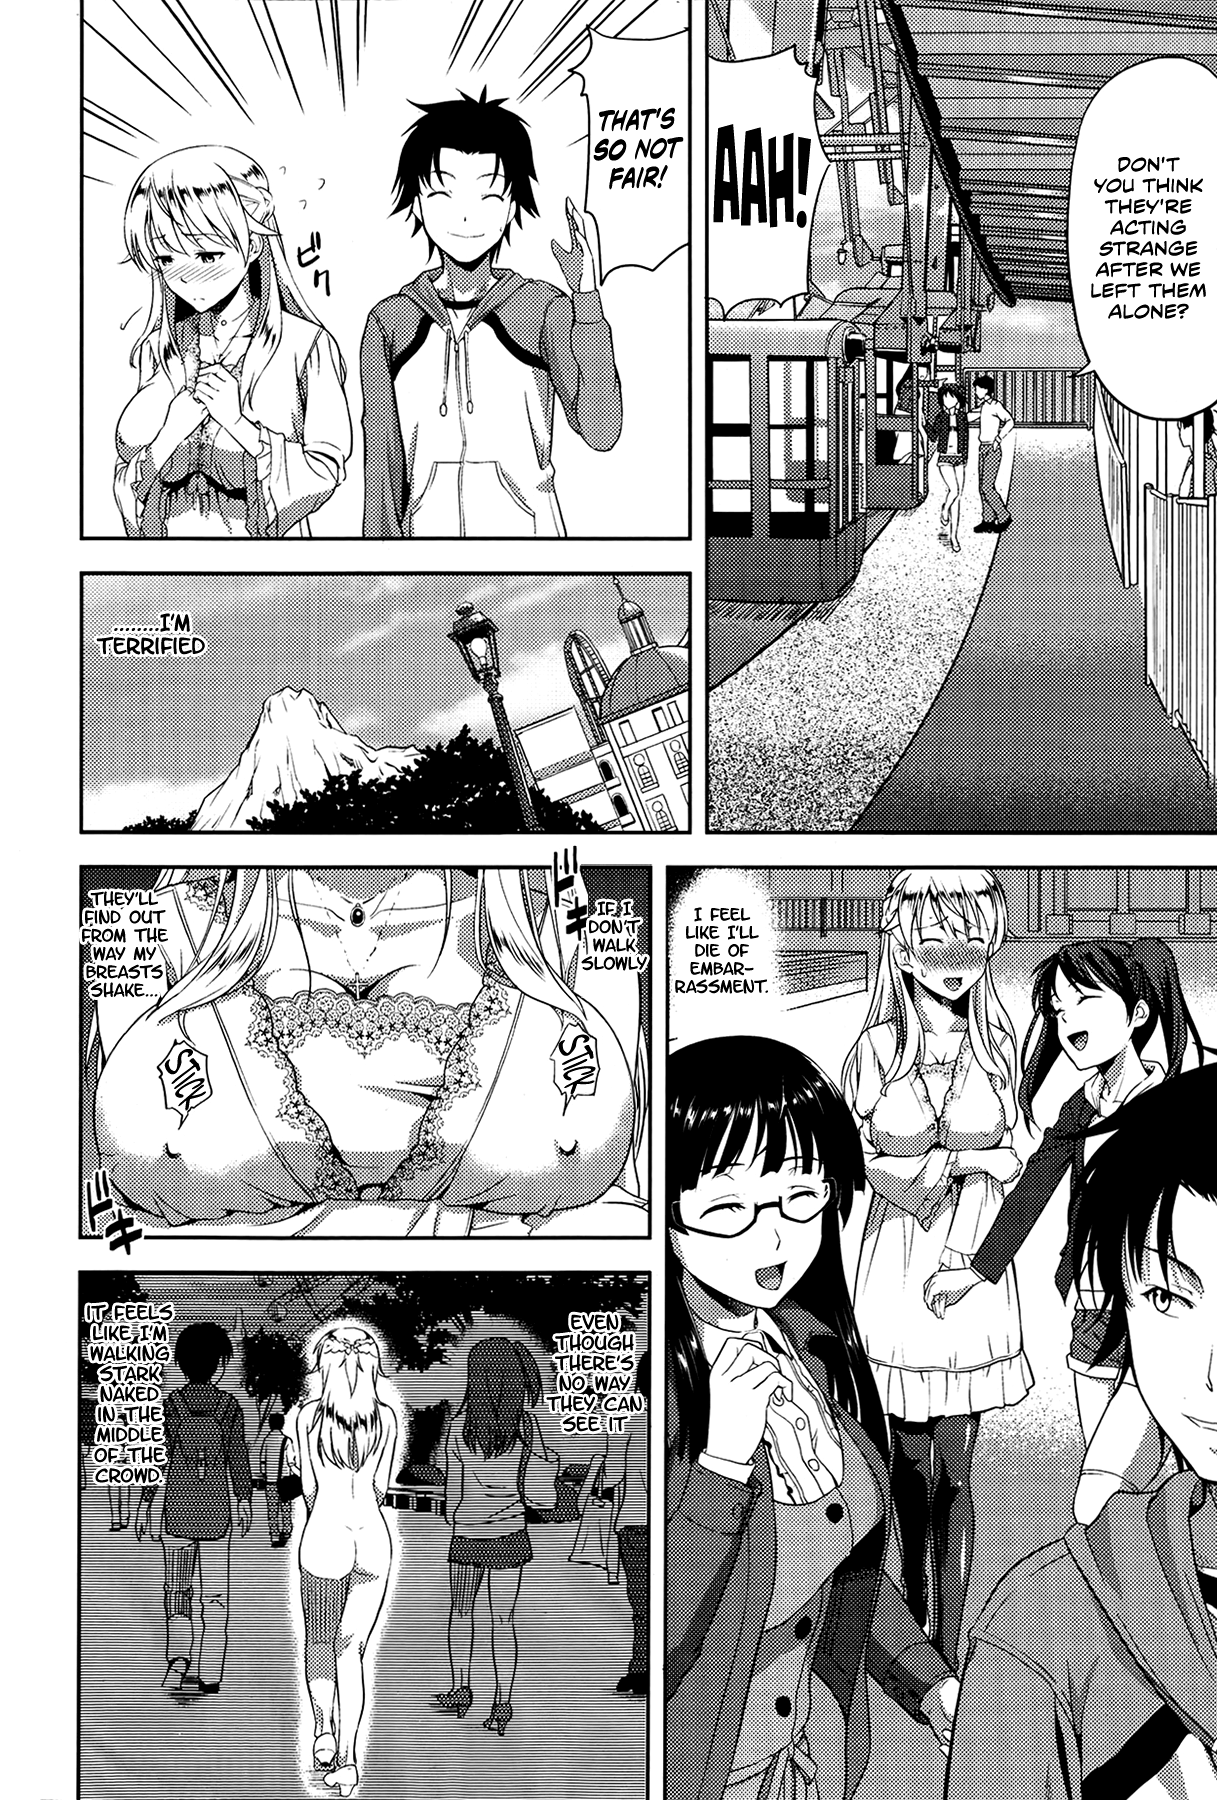 DON'T
YOU THINK
THEY'RE
ACTING
STRANGE
AFTER WE
LEFT THEM
ALONE?
AAH!
THAT'S
SO NOT
FAIR!
ビク
........I'M
TERRIFIED
I FEEL
LIKE I'LL
DIE OF
EMBAR-
RASSMENT.
IF I
DON'T
WALK
SLOWLY
THEY'LL
FIND OUT
FROM THE
WAY MY
BREASTS
SHAKE...
ドキ
STICK
STICK
ドキ
EVEN
THOUGH
THERE'S
NO WAY
THEY CAN
SEE IT
IT FEELS
LIKE I'M
WALKING
STARK
NAKED
IN THE
MIDDLE
OF THE
CROWD.